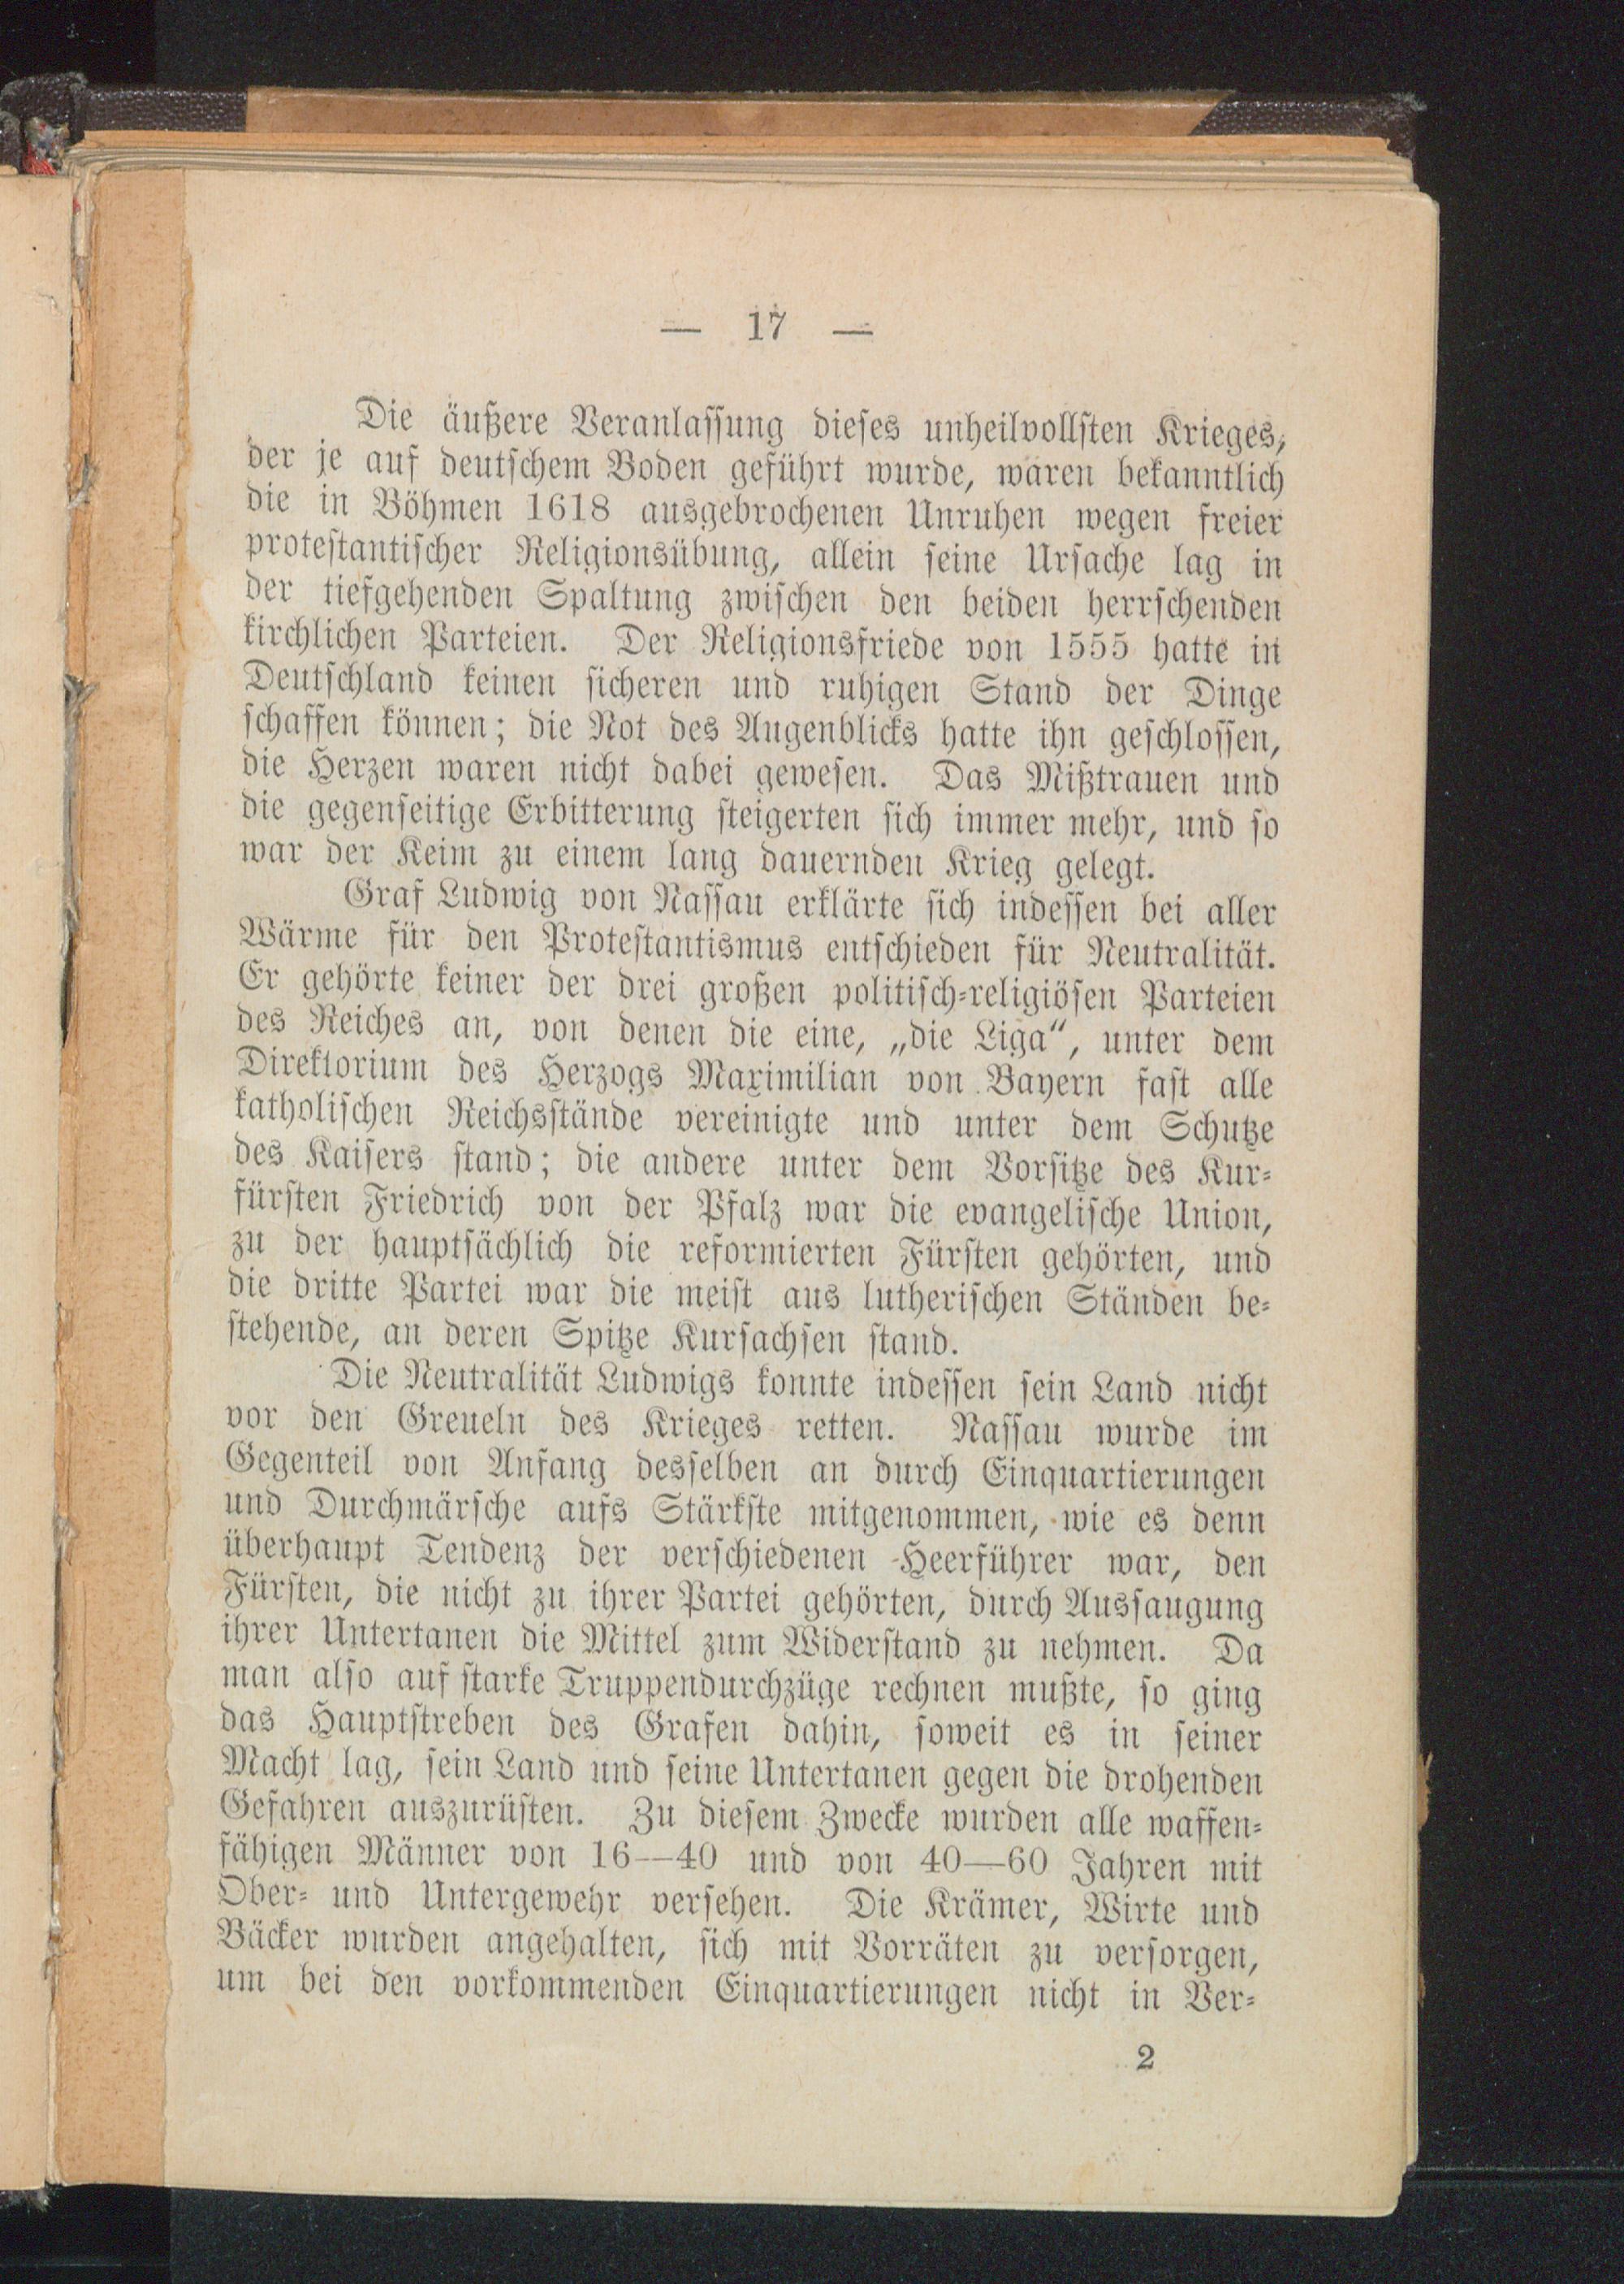 — 17 —
Die äußere Veranlassung dieses unheilvollsten Krieges,
der je auf deutschem Boden geführt wurde, waren bekanntlich
die in Böhmen 1618 ausgebrochenen Unruhen wegen freier
protestantischer Religionsübung, allein seine Ursache lag in
der tiefgehenden Spaltung zwischen den beiden herrschenden
kirchlichen Parteien. Der Religionsfriede von 1555 hatte in
Deutschland keinen sicheren und ruhigen Stand der Dinge
schaffen können; die Not des Augenblicks hatte ihn geschlossen,
die Herzen waren nicht dabei gewesen. Das Mißtrauen und
die gegenseitige Erbitterung steigerten sich immer mehr, und so
war der Keim zu einem lang dauernden Krieg gelegt.
Graf Ludwig von Nassau erklärte sich indessen bei aller
Wärme für den Protestantismus entschieden für Neutralität.
Er gehörte keiner der drei großen politisch-religiösen Parteien
des Reiches an, von denen die eine, „die Liga“, unter dem
Direktorium des Herzogs Maximilian von Bayern fast alle
katholischen Reichsstände vereinigte und unter dem Schutze
des Kaisers stand; die andere unter dem Vorsitze des Kur-
fürsten Friedrich von der Pfalz war die evangelische Union,
zu der hauptsächlich die reformierten Fürsten gehörten, und
die dritte Partei war die meist aus lutherischen Ständen be-
stehende, an deren Spitze Kursachsen stand.
Die Neutralität Ludwigs konnte indessen sein Land nicht
vor den Greueln des Krieges retten. Nassau wurde im
Gegenteil von Anfang desselben an durch Einquartierungen
und Durchmärsche aufs Stärkste mitgenommen, wie es denn
überhaupt Tendenz der verschiedenen Heerführer war, den
Fürsten, die nicht zu ihrer Partei gehörten, durch Aussaugung
ihrer Untertanen die Mittel zum Widerstand zu nehmen. Da
man also auf starke Truppendurchzüge rechnen mußte, so ging
das Hauptstreben des Grafen dahin, soweit es in seiner
Macht lag, sein Land und seine Untertanen gegen die drohenden
Gefahren auszurüsten. Zu diesem Zwecke wurden alle waffen-
fähigen Männer von 16—40 und von 40—60 Jahren mit
Ober- und Untergewehr versehen. Die Krämer, Wirte und
Bäcker wurden angehalten, sich mit Vorräten zu versorgen,
um bei den vorkommenden Einquartierungen nicht in Ver-
2